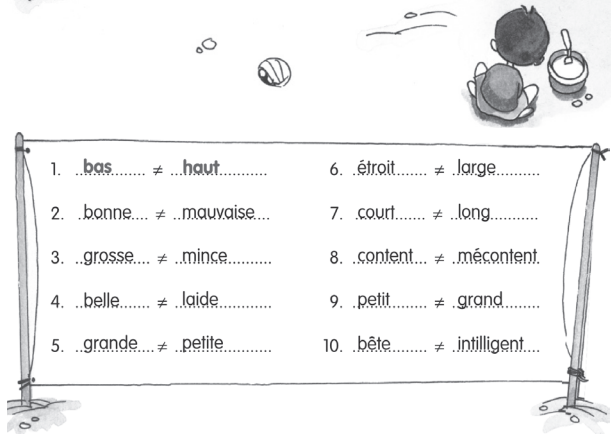 1. bas ≠ haut
2. bonne ≠ mauvaise
3. grosse ≠ mince
4. belle ≠ laide
5. grande ≠ petite
6. étroit ≠ large
7. court ≠ long
8. content ≠ mécontent
9. petit ≠ grand
10. bête ≠ intilligent